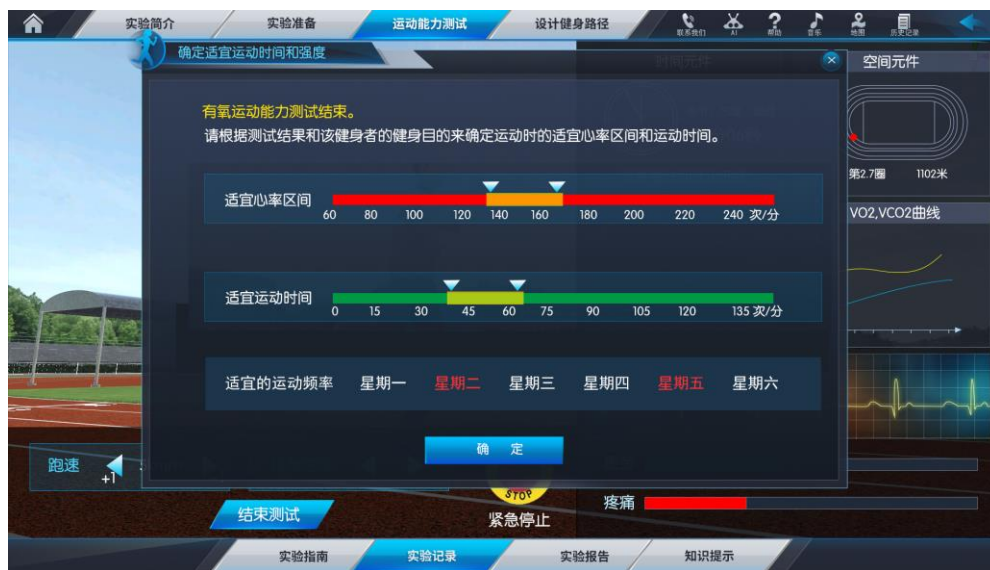 实验简介 实验准备 运动能力测试 设计健身路径 联系我们 AI 帮助 音乐 地图 历史记录
确定适宜运动时间和强度 时间元件 空间元件
有氧运动能力测试结束。
请根据测试结果和该健身者的健身目的来确定运动时的适宜心率区间和运动时间。
第2.7圈 1102米
适宜心率区间
60 80 100 120 140 160 180 200 220 240 次/分
VO2,VCO2曲线
适宜运动时间
0 15 30 45 60 75 90 105 120 135 次/分
适宜的运动频率 星期一 星期二 星期三 星期四 星期五 星期六
确 定
跑速
+1
STOP
疼痛
结束测试 紧急停止
实验指南 实验记录 实验报告 知识提示